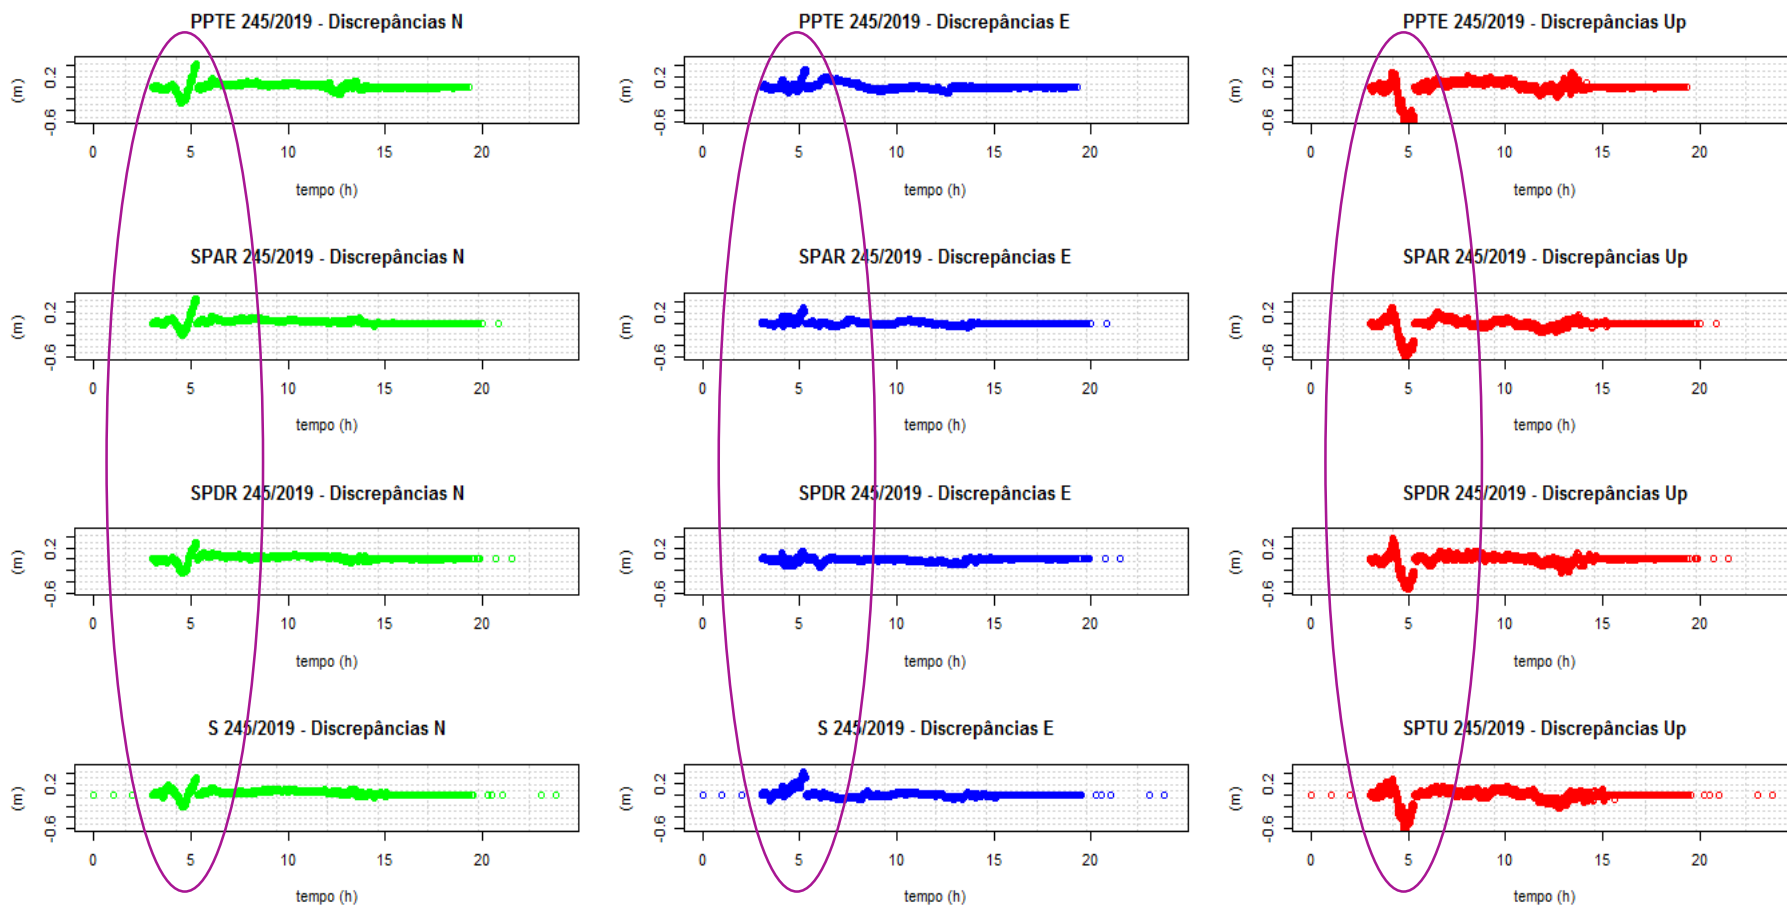 PPTE 245/2019 - Discrepâncias N
PPTE 245/2019 - Discrepâncias E
PPTE 245/2019 - Discrepâncias Up
(m)
-0.6 0.2
0 5 10 15 20
tempo (h)
(m)
-0.6 0.2
0 5 10 15 20
tempo (h)
(m)
-0.6 0.2
0 5 10 15 20
tempo (h)
SPAR 245/2019 - Discrepâncias N
SPAR 245/2019 - Discrepâncias E
SPAR 245/2019 - Discrepâncias Up
(m)
-0.6 0.2
0 5 10 15 20
tempo (h)
(m)
-0.6 0.2
0 5 10 15 20
tempo (h)
(m)
-0.6 0.2
0 5 10 15 20
tempo (h)
SPDR 245/2019 - Discrepâncias N
SPDR 245/2019 - Discrepâncias E
SPDR 245/2019 - Discrepâncias Up
(m)
-0.6 0.2
0 5 10 15 20
tempo (h)
(m)
-0.6 0.2
0 5 10 15 20
tempo (h)
(m)
-0.6 0.2
0 5 10 15 20
tempo (h)
S 245/2019 - Discrepâncias N
S 245/2019 - Discrepâncias E
SPTU 245/2019 - Discrepâncias Up
(m)
-0.6 0.2
0 5 10 15 20
tempo (h)
(m)
-0.6 0.2
0 5 10 15 20
tempo (h)
(m)
-0.6 0.2
0 5 10 15 20
tempo (h)